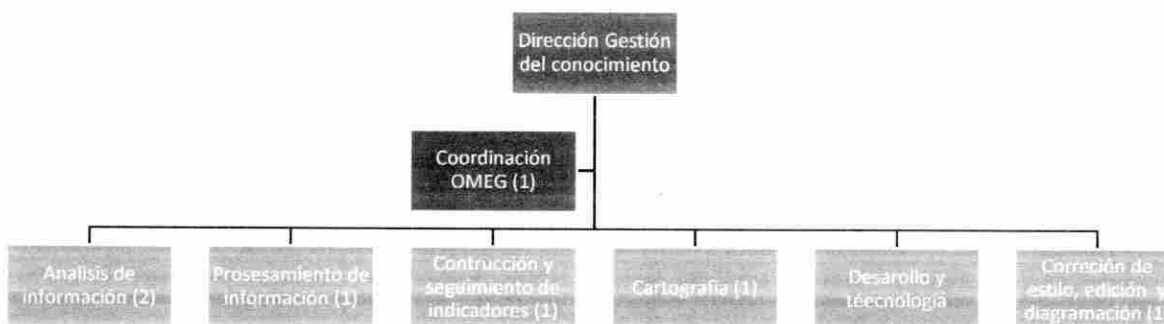 Dirección Gestión
del conocimiento
Coordinación
OMEG (1)
Analisis de
información (2)
Prosesamiento de
información (1)
Contrucción y
seguimiento de
indicadores (1)
Cartografía (1)
Desarollo y
téecnología
Correción de
estilo, edición y
diagramación (1)